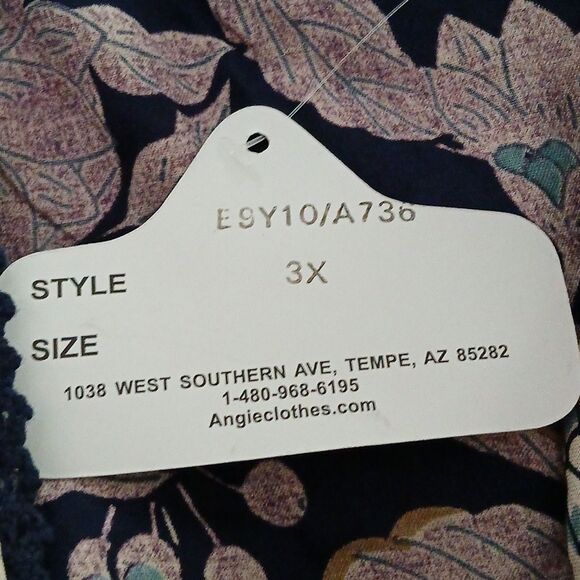 E9Y10/A736
STYLE 3X
SIZE
1038 WEST SOUTHERN AVE, TEMPE, AZ 85282
1-480-968-6195
Angieclothes.com